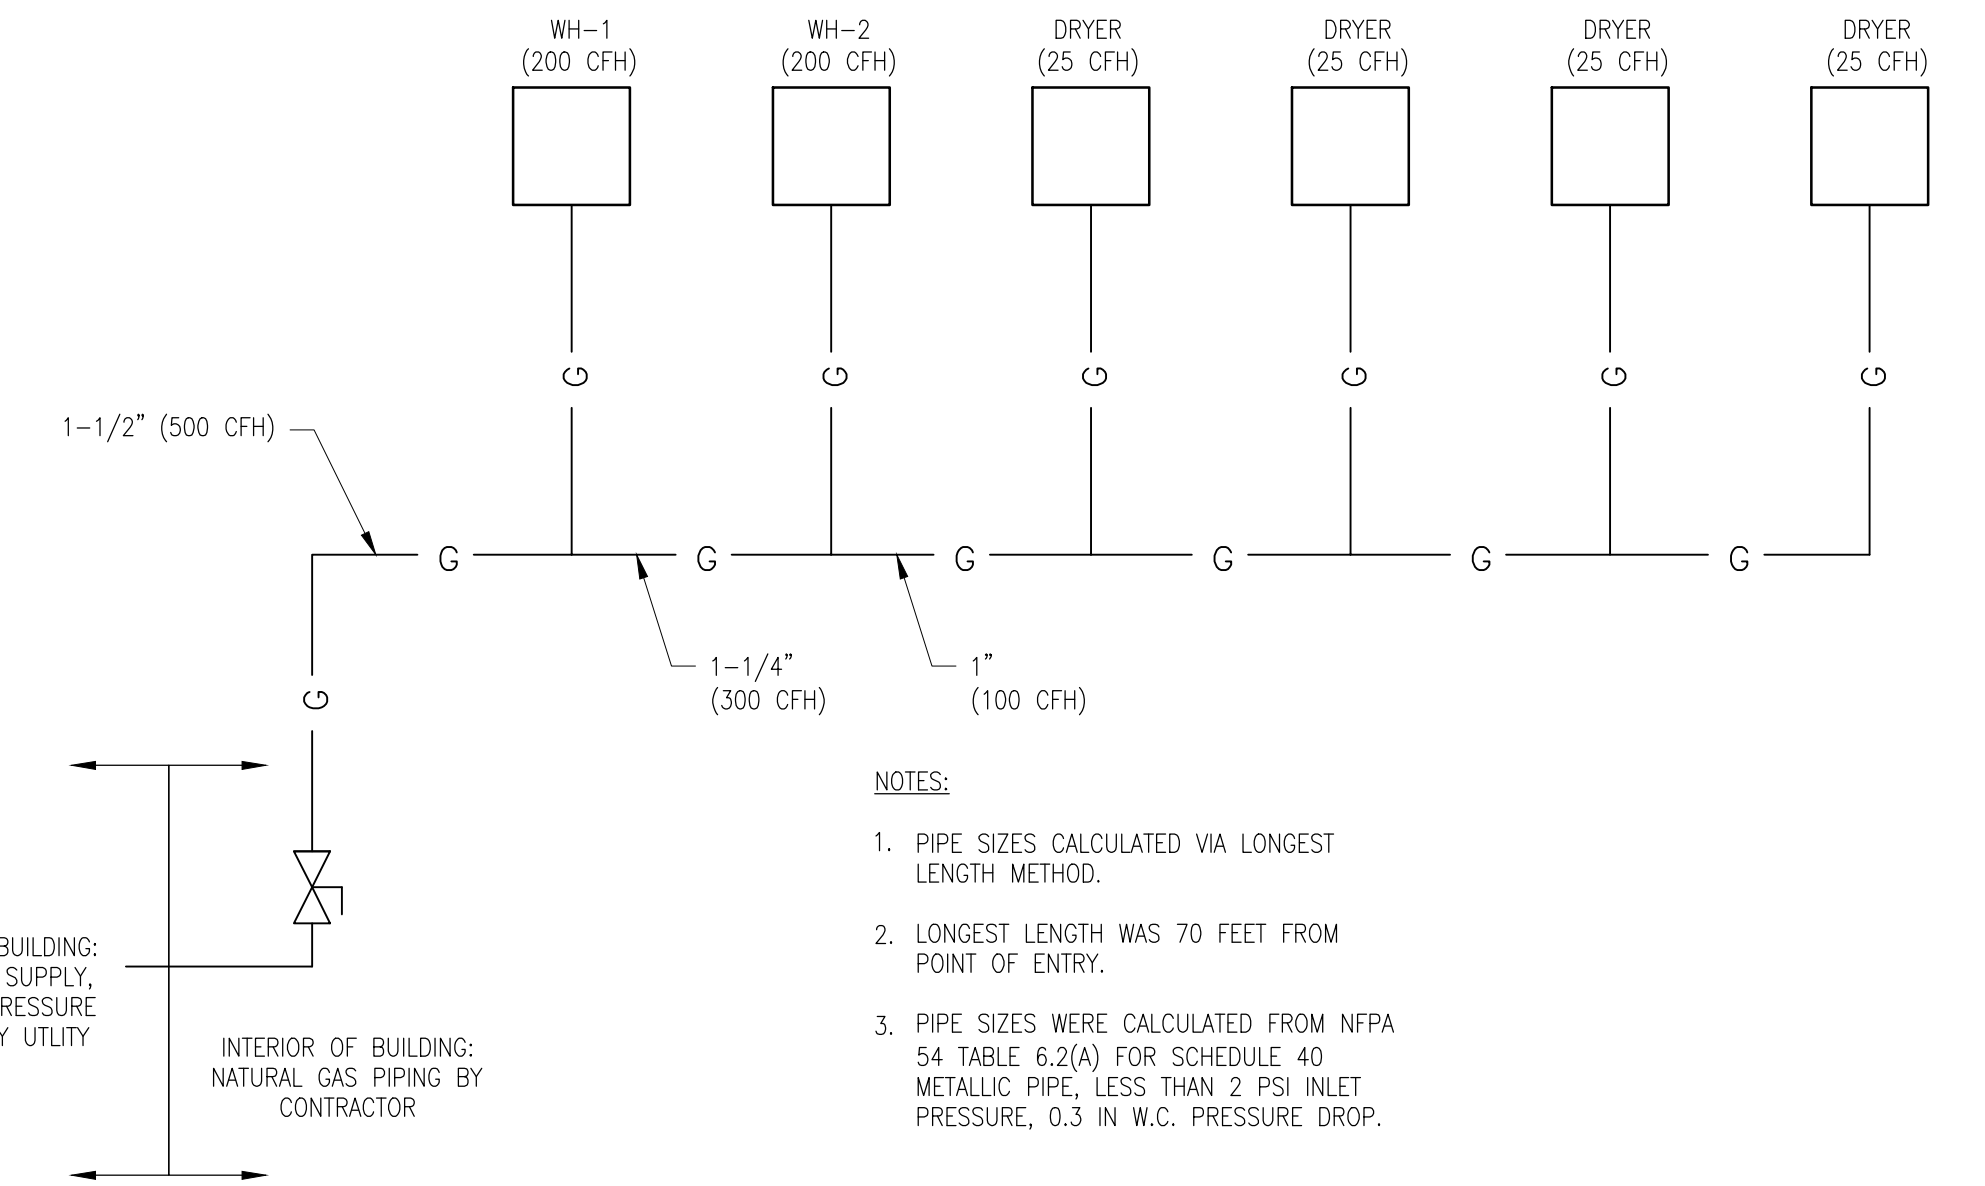 WH-1
(200 CFH)
WH-2
(200 CFH)
DRYER
(25 CFH)
DRYER
(25 CFH)
DRYER
(25 CFH)
DRYER
(25 CFH)
G
G
G
G
G
G
1-1/2" (500 CFH)
G
G
G
G
G
G
1-1/4"
(300 CFH)
1"
(100 CFH)
G
BUILDING:
SUPPLY,
UTLITY
INTERIOR OF BUILDING:
NATURAL GAS PIPING BY
CONTRACTOR
NOTES:
1. PIPE SIZES CALCULATED VIA LONGEST
LENGTH METHOD.
2. LONGEST LENGTH WAS 70 FEET FROM
POINT OF ENTRY.
3. PIPE SIZES WERE CALCULATED FROM NFPA
54 TABLE 6.2(A) FOR SCHEDULE 40
METALLIC PIPE, LESS THAN 2 PSI INLET
PRESSURE, 0.3 IN W.C. PRESSURE DROP.